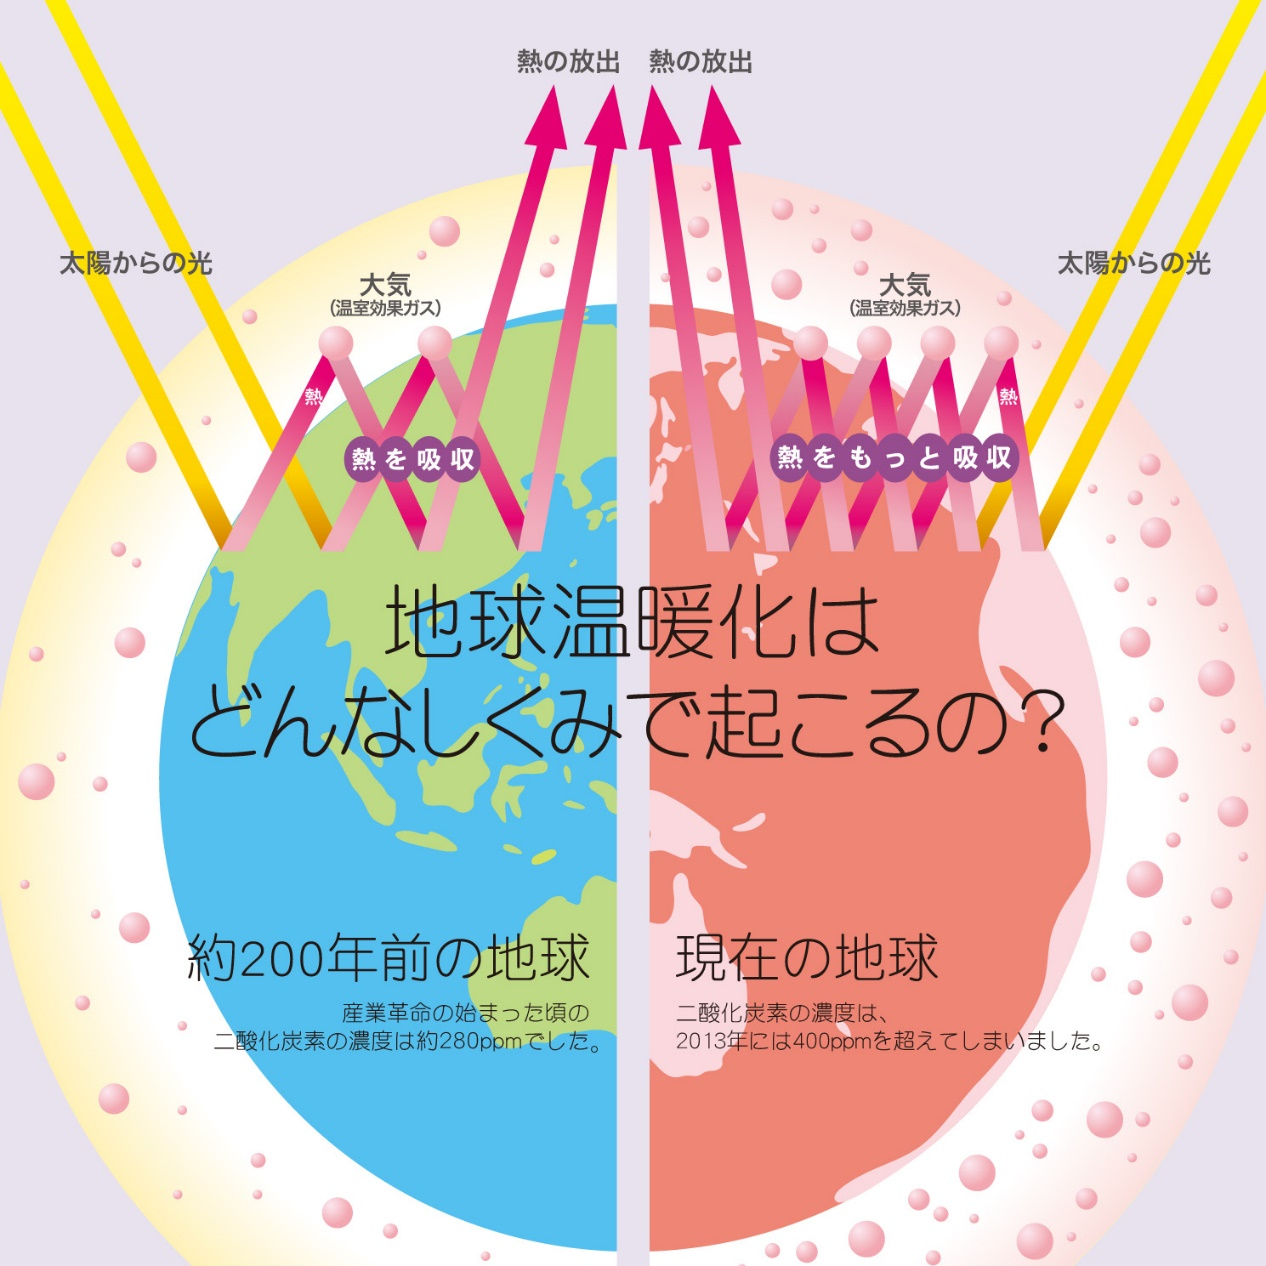 熱の放出
熱の放出
太陽からの光
太陽からの光
大気
(温室効果ガス)
大気
(温室効果ガス)
熱
熱
熱を吸収
熱をもっと吸収
地球温暖化は
どんなしくみで起こるの?
約200年前の地球
産業革命の始まった頃の
二酸化炭素の濃度は約280ppmでした。
現在の地球
二酸化炭素の濃度は、
2013年には400ppmを超えてしまいました。